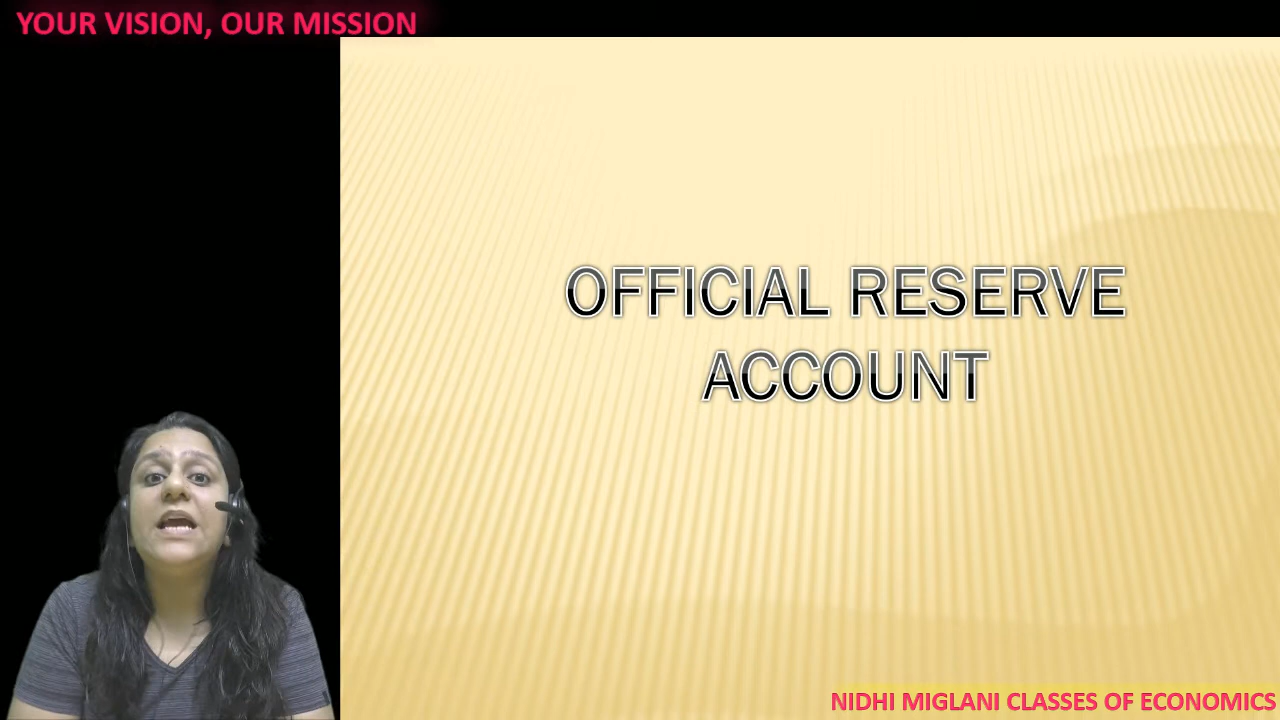 YOUR VISION, OUR MISSION
OFFICIAL RESERVE
ACCOUNT
NIDHI MIGLANI CLASSES OF ECONOMICS